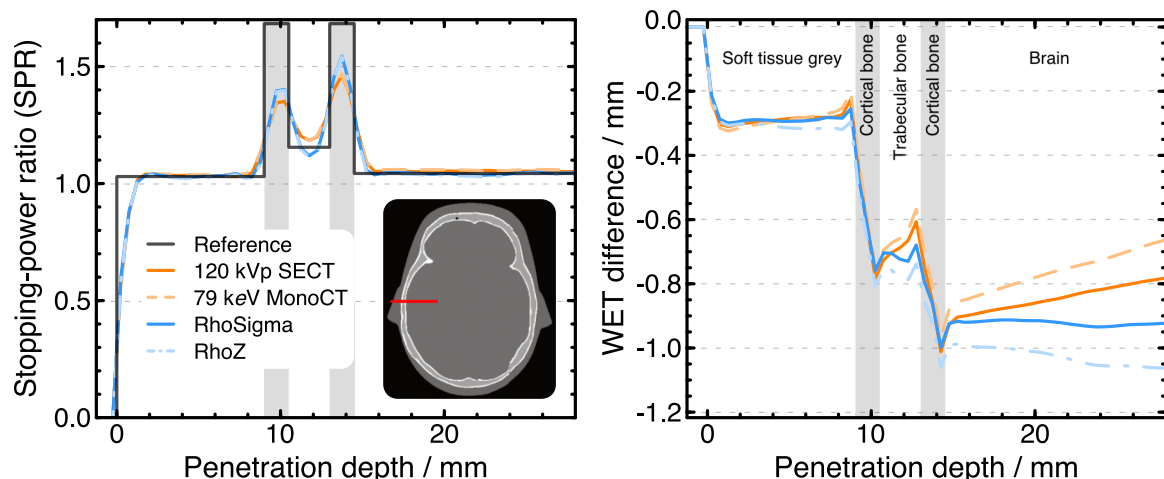 Stopping-power ratio (SPR)
1.5
1.0
0.5
0.0
Reference
120 kVp SECT
79 keV MonoCT
RhoSigma
RhoZ
0
20
Penetration depth / mm
WET difference / mm
0.0
-0.2
-0.4
-0.6
-0.8
-1.0
-1.2
Soft tissue grey
Cortical bone
Trabecular bone
Cortical bone
Brain
0
10
20
Penetration depth / mm